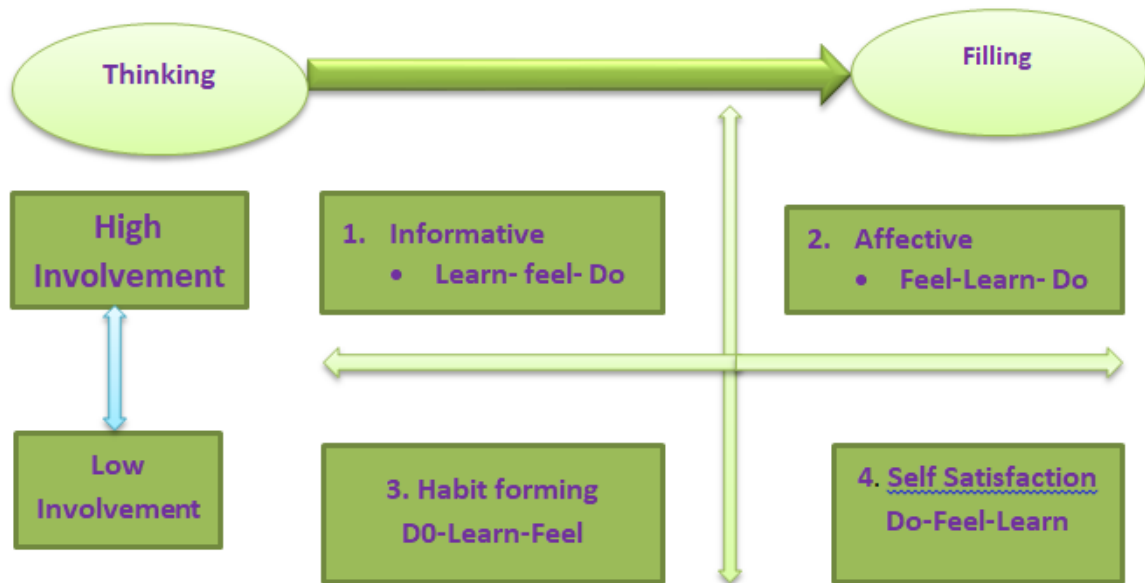 Thinking
Filling
High
Involvement
1. Informative
• Learn- feel- Do
2. Affective
• Feel-Learn- Do
Low
Involvement
3. Habit forming
D0-Learn-Feel
4. Self Satisfaction
Do-Feel-Learn